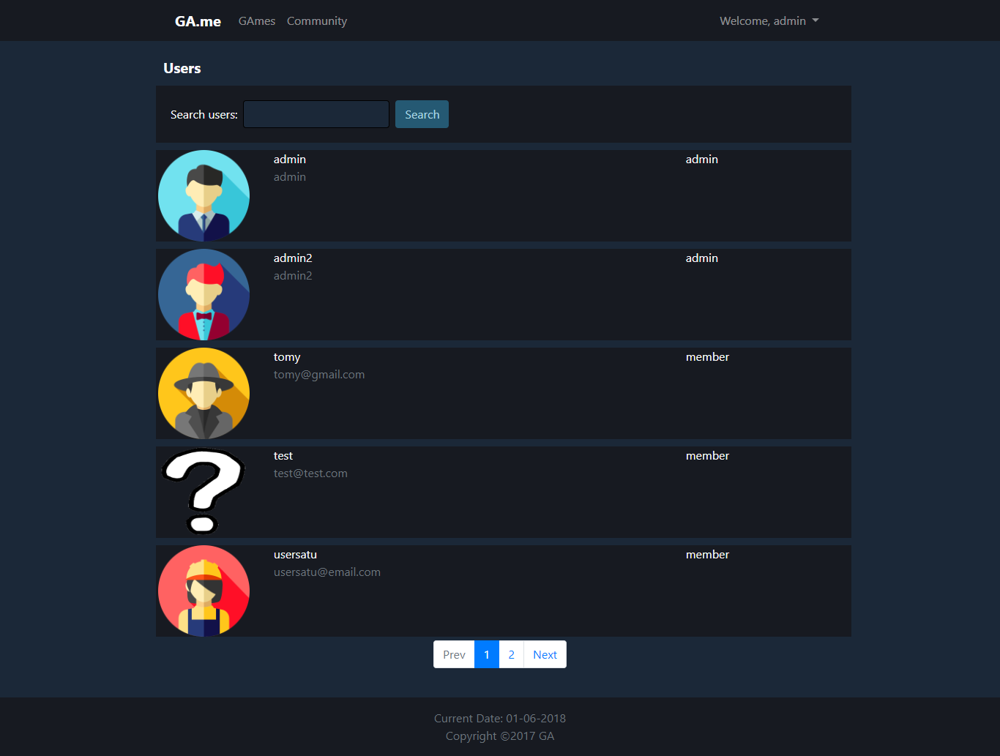 GA.me GAmes Community Welcome, admin
Users
Search users: Search
admin admin
admin
admin2 admin
admin2
tomy member
tomy@gmail.com
test member
test@test.com
usersatu member
usersatu@email.com
Prev 1 2 Next
Current Date: 01-06-2018
Copyright ©2017 GA